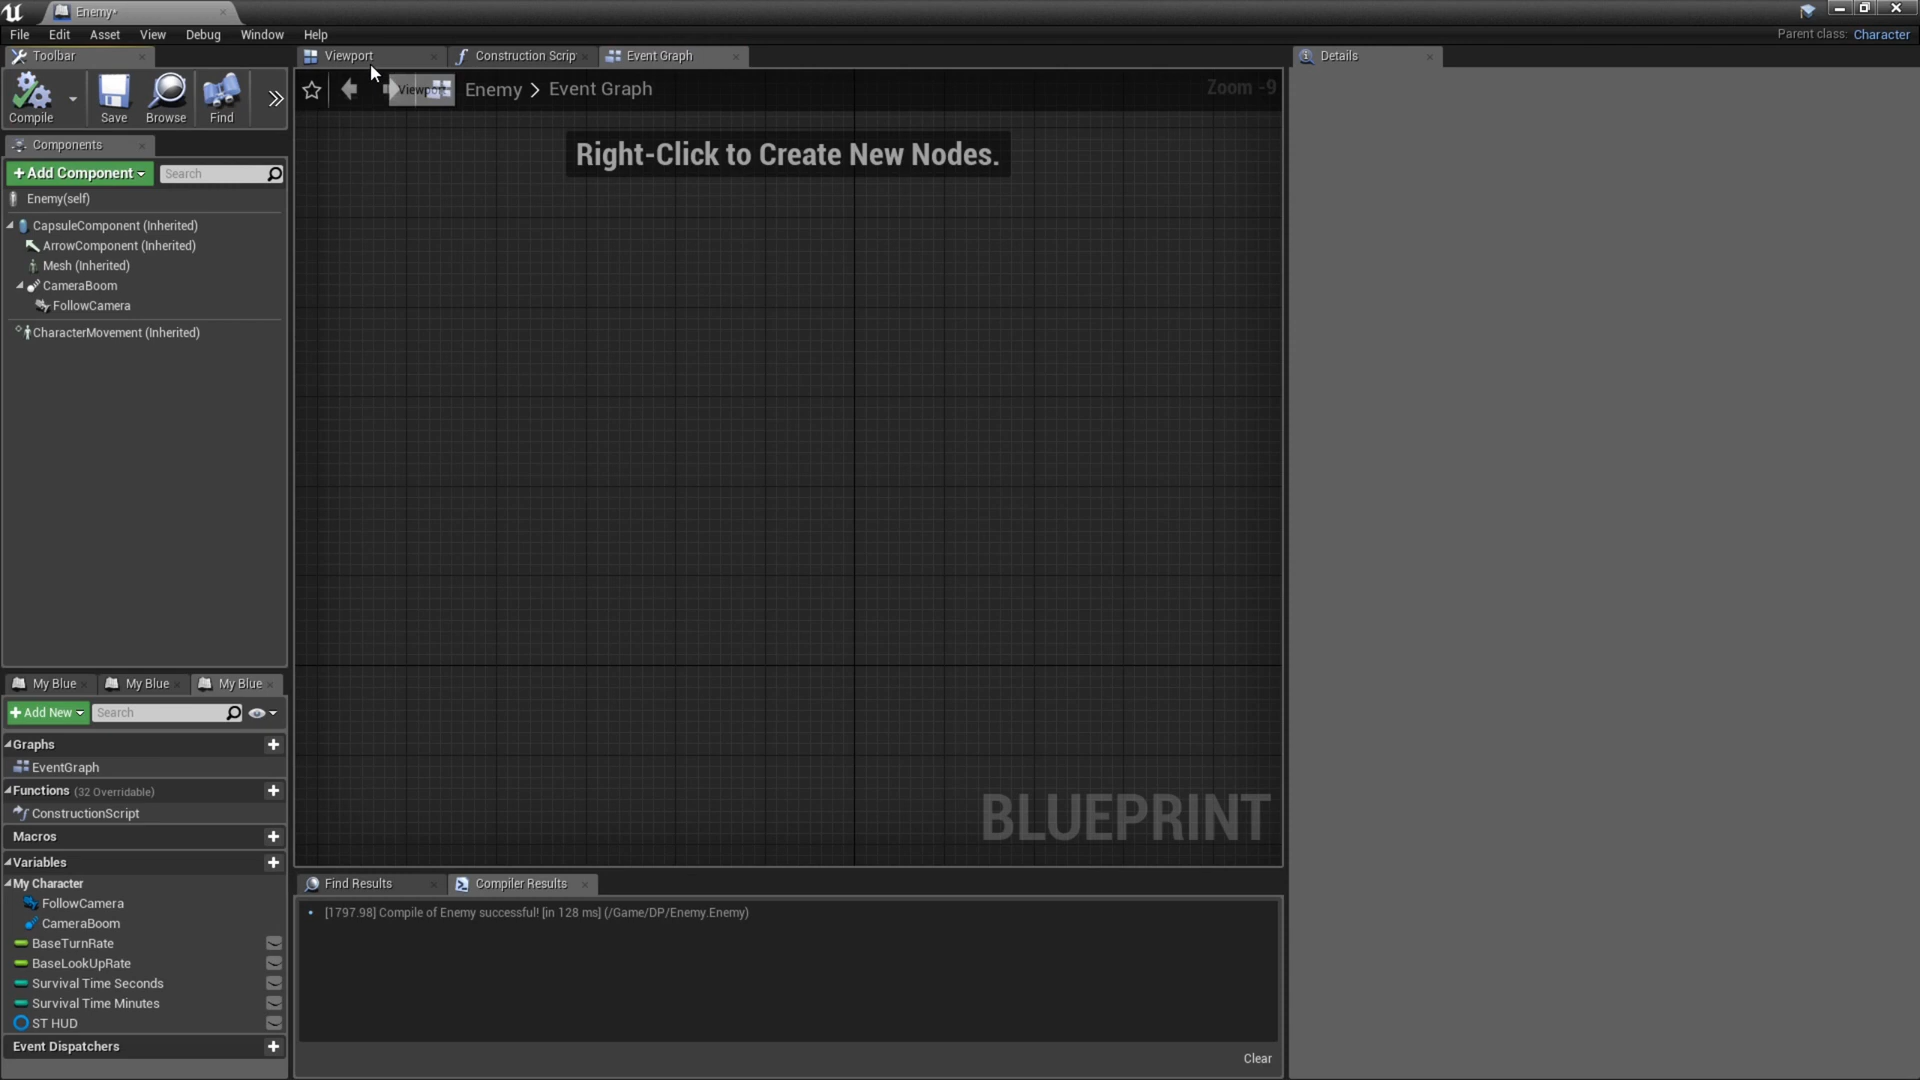 Enemy•
File Edit Asset View Debug Window Help
Parent class: Character
Toolbar
Viewport
Construction Scrip
Event Graph
Details
Compile
Save
Browse
Find
Enemy > Event Graph
Zoom -9
Right-Click to Create New Nodes.
Components
+Add Component
Search
Enemy(self)
CapsuleComponent (Inherited)
ArrowComponent (Inherited)
Mesh (Inherited)
CameraBoom
FollowCamera
CharacterMovement (Inherited)
My Blue
My Blue
My Blue
+Add New
Search
Graphs
EventGraph
Functions (32 Overridable)
ConstructionScript
Macros
Variables
My Character
FollowCamera
CameraBoom
BaseTurnRate
BaseLookUpRate
Survival Time Seconds
Survival Time Minutes
ST HUD
Event Dispatchers
BLUEPRINT
Find Results
Compiler Results
[1797.98] Compile of Enemy successful! [in 128 ms] (/Game/DP/Enemy.Enemy)
Clear